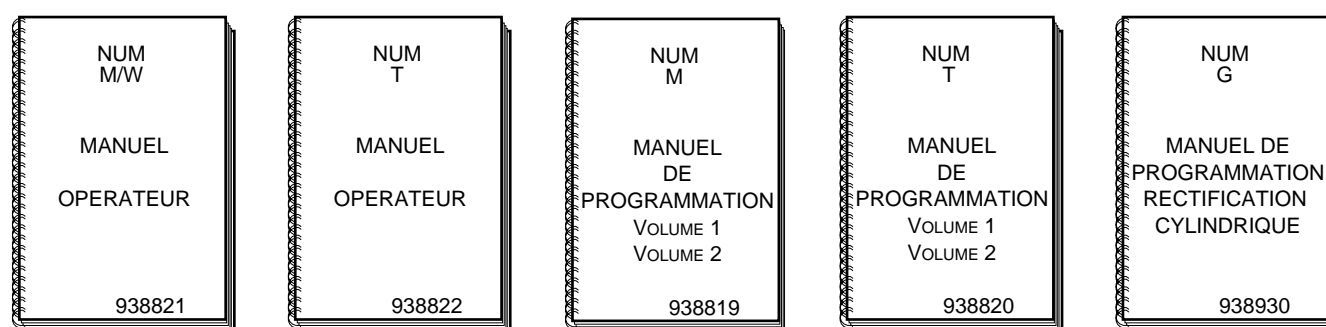 NUM
M/W
MANUEL
OPERATEUR
938821
NUM
T
MANUEL
OPERATEUR
938822
NUM
M
MANUEL
DE
PROGRAMMATION
VOLUME 1
VOLUME 2
938819
NUM
T
MANUEL
DE
PROGRAMMATION
VOLUME 1
VOLUME 2
938820
NUM
G
MANUEL DE
PROGRAMMATION
RECTIFICATION
CYLINDRIQUE
938930